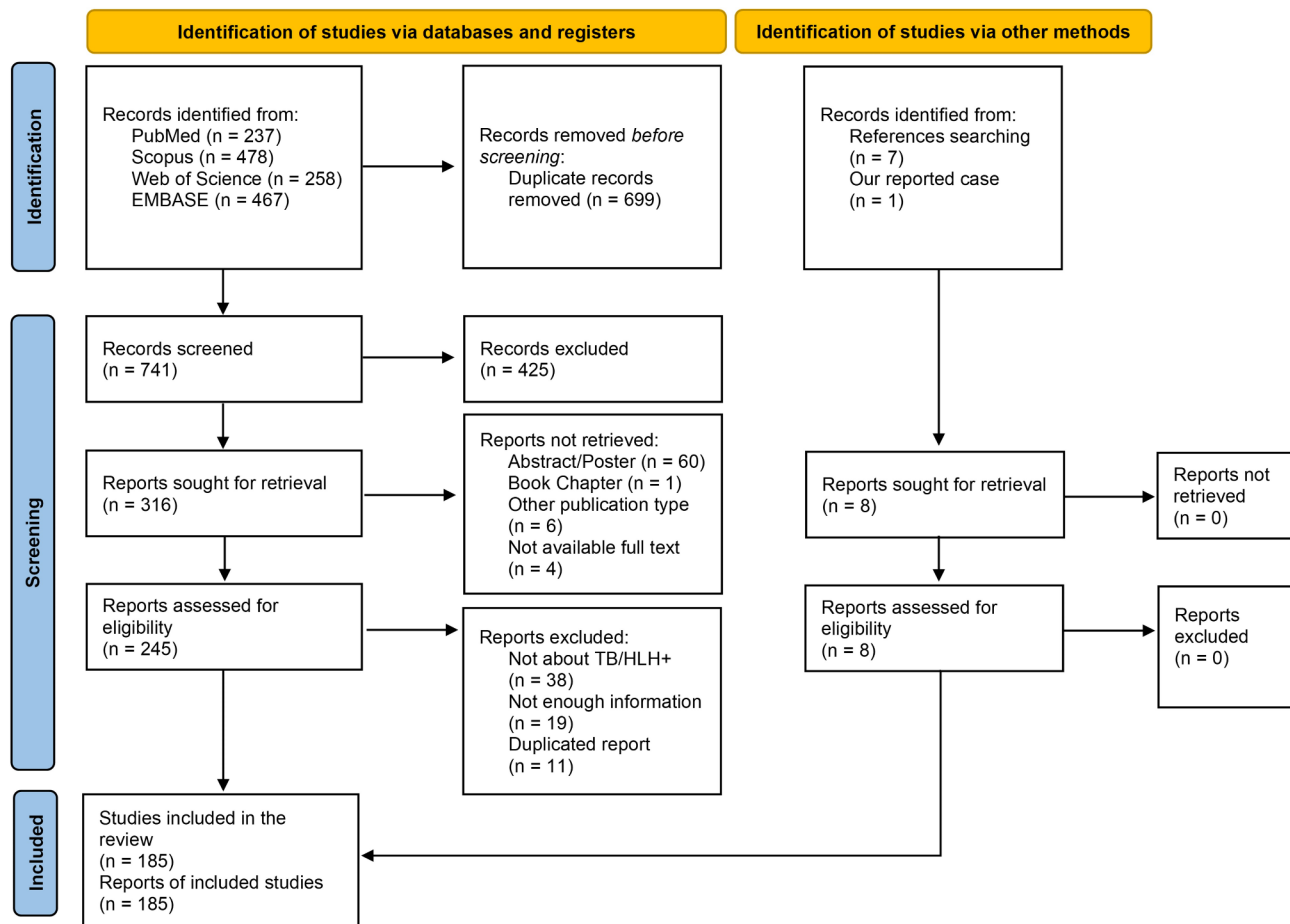 Identification of studies via databases and registers
Identification of studies via other methods
Identification
Records identified from:
PubMed (n = 237)
Scopus (n = 478)
Web of Science (n = 258)
EMBASE (n = 467)
Records removed before
screening:
Duplicate records
removed (n = 699)
Records identified from:
References searching
(n = 7)
Our reported case
(n = 1)
Screening
Records screened
(n = 741)
Records excluded
(n = 425)
Reports sought for retrieval
(n = 316)
Reports not retrieved:
Abstract/Poster (n = 60)
Book Chapter (n = 1)
Other publication type
(n = 6)
Not available full text
(n = 4)
Reports sought for retrieval
(n = 8)
Reports not
retrieved
(n = 0)
Reports assessed for
eligibility
(n = 245)
Reports excluded:
Not about TB/HLH+
(n = 38)
Not enough information
(n = 19)
Duplicated report
(n = 11)
Reports assessed for
eligibility
(n = 8)
Reports
excluded
(n = 0)
Included
Studies included in the
review
(n = 185)
Reports of included studies
(n = 185)